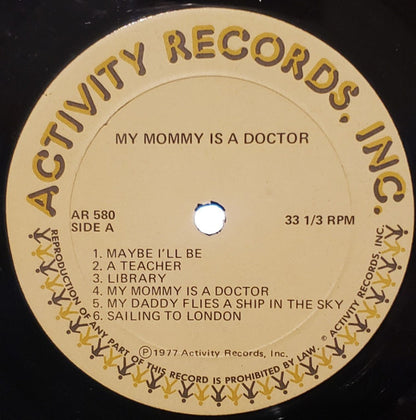 ACTIVITY RECORDS, INC.
MY MOMMY IS A DOCTOR
AR 580
SIDE A
33 1/3 RPM
1. MAYBE I'LL BE
2. A TEACHER
3. LIBRARY
4. MY MOMMY IS A DOCTOR
5. MY DADDY FLIES A SHIP IN THE SKY
6. SAILING TO LONDON
Ⓟ1977 Activity Records, Inc.
REPRODUCTION OF ANY PART OF THIS RECORD IS PROHIBITED BY LAW. ℗ ACTIVITY RECORDS, INC.